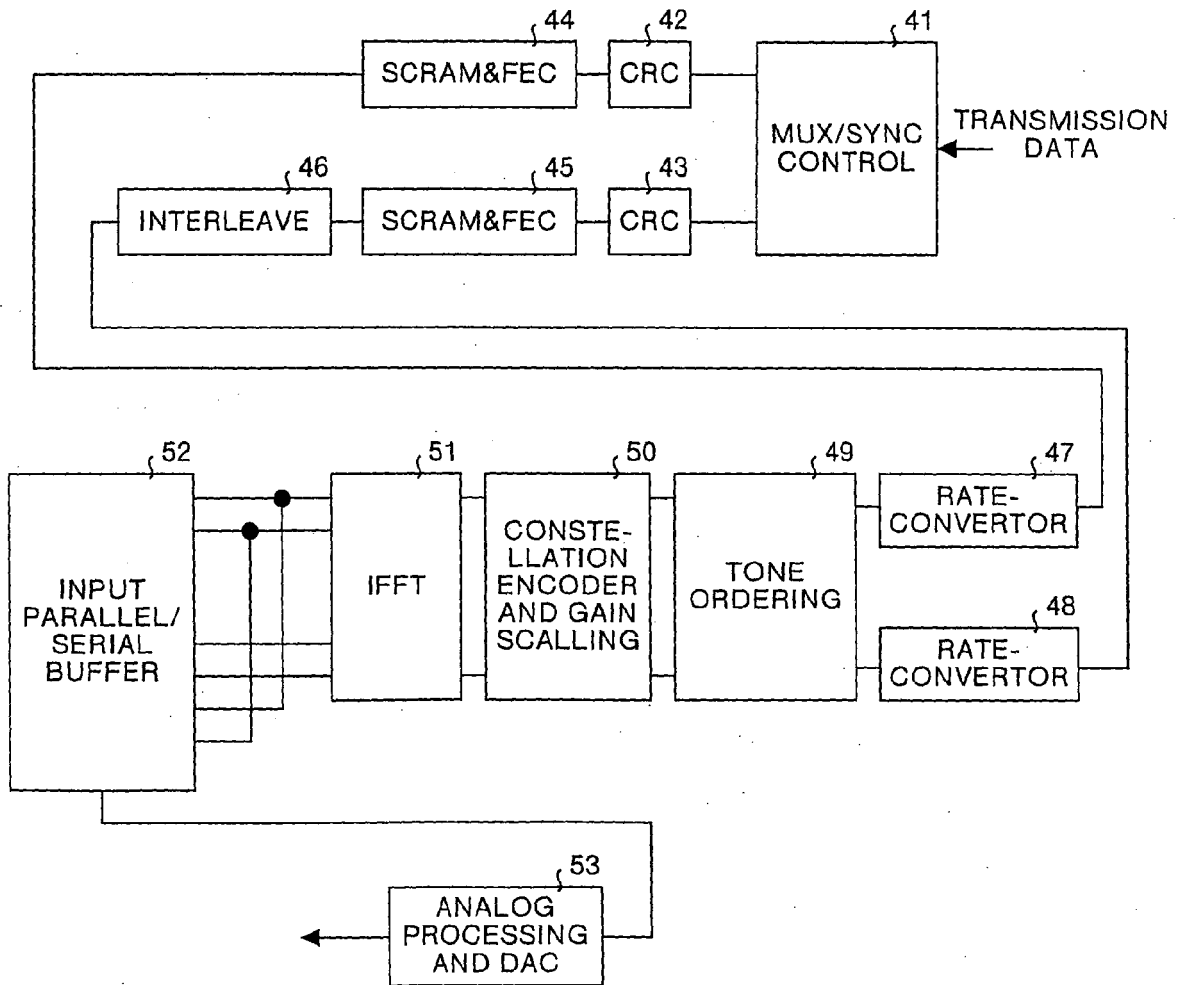 44
42
41
SCRAM&FEC
CRC
MUX/SYNC
CONTROL
TRANSMISSION
DATA
46
45
43
INTERLEAVE
SCRAM&FEC
CRC
52
51
50
49
47
INPUT
PARALLEL/
SERIAL
BUFFER
IFFT
CONSTE-
LLATION
ENCODER
AND GAIN
SCALLING
TONE
ORDERING
RATE-
CONVERTOR
48
RATE-
CONVERTOR
53
ANALOG
PROCESSING
AND DAC